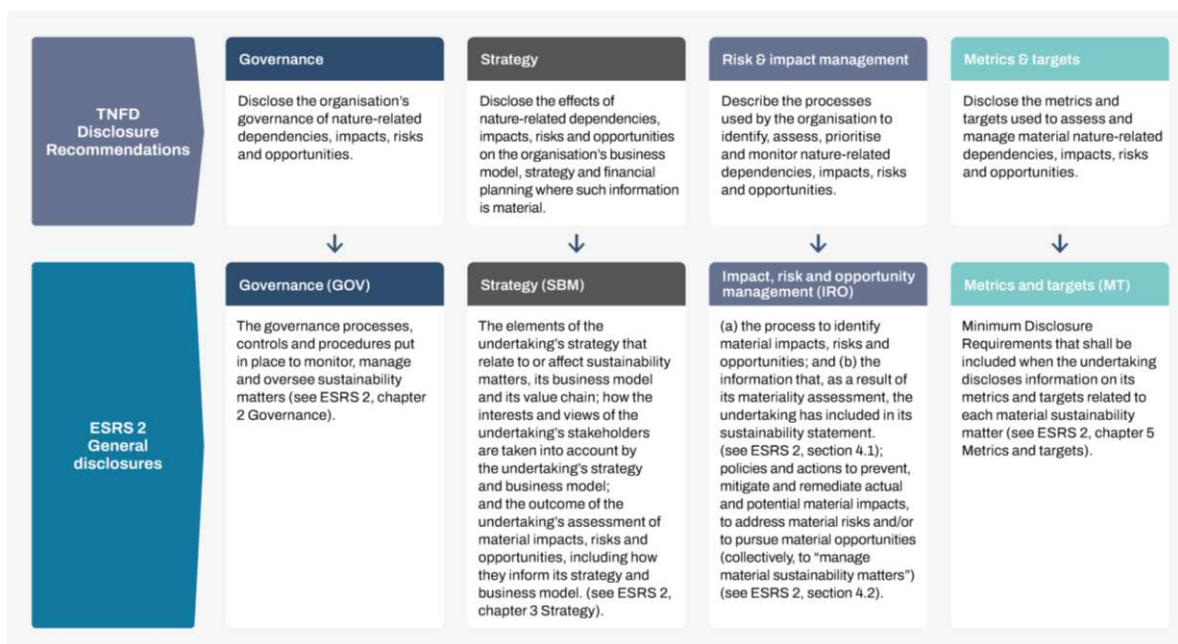 TNFD
Disclosure
Recommendations
Governance
Disclose the organisation's
governance of nature-related
dependencies, impacts, risks
and opportunities.
Strategy
Disclose the effects of
nature-related dependencies,
impacts, risks and opportunities
on the organisation's business
model, strategy and financial
planning where such information
is material.
Risk & impact management
Describe the processes
used by the organisation to
identify, assess, prioritise
and monitor nature-related
dependencies, impacts, risks
and opportunities.
Metrics & targets
Disclose the metrics and
targets used to assess and
manage material nature-related
dependencies, impacts, risks
and opportunities.
ESRS 2
General
disclosures
Governance (GOV)
The governance processes,
controls and procedures put
in place to monitor, manage
and oversee sustainability
matters (see ESRS 2, chapter
2 Governance).
Strategy (SBM)
The elements of the
undertaking's strategy that
relate to or affect sustainability
matters, its business model
and its value chain; how the
interests and views of the
undertaking's stakeholders
are taken into account by
the undertaking's strategy
and business model;
and the outcome of the
undertaking's assessment of
material impacts, risks and
opportunities, including how
they inform its strategy and
business model. (see ESRS 2,
chapter 3 Strategy).
Impact, risk and opportunity
management (IRO)
(a) the process to identify
material impacts, risks and
opportunities; and (b) the
information that, as a result of
its materiality assessment, the
undertaking has included in its
sustainability statement.
(see ESRS 2, section 4.1);
policies and actions to prevent,
mitigate and remediate actual
and potential material impacts,
to address material risks and/or
to pursue material opportunities
(collectively, to "manage
material sustainability matters")
(see ESRS 2, section 4.2).
Metrics and targets (MT)
Minimum Disclosure
Requirements that shall be
included when the undertaking
discloses information on its
metrics and targets related to
each material sustainability
matter (see ESRS 2, chapter 5
Metrics and targets).